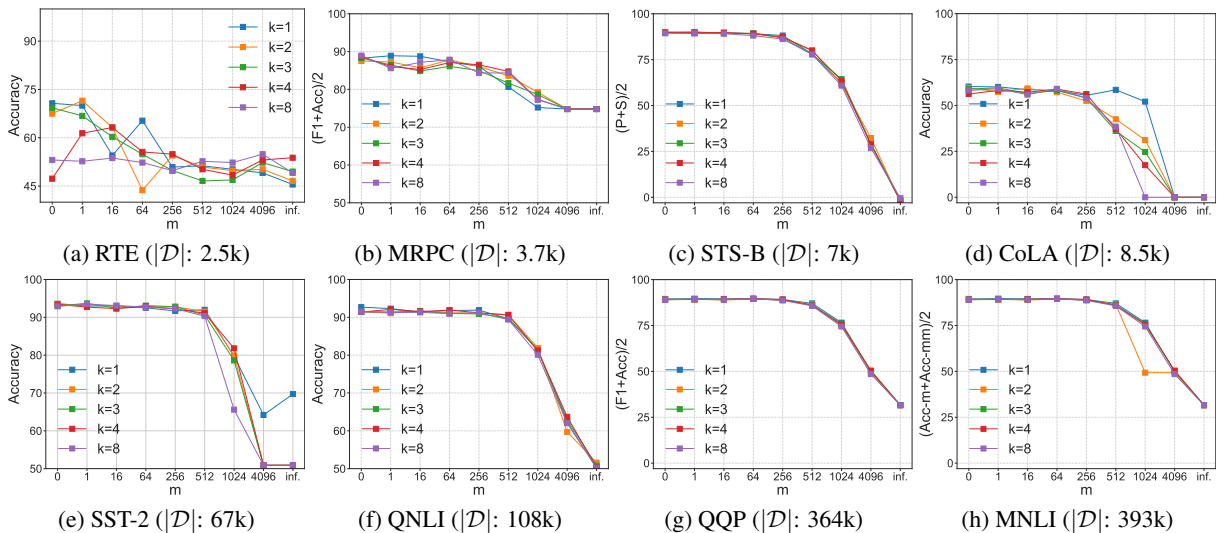 90
75
60
45
Accuracy
k=1
k=2
k=3
k=4
k=8
0 1 16 64 256 512 1024 4096 inf.
m
(a) RTE (|D|: 2.5k)
100
90
80
70
60
50
(F1+Acc)/2
k=1
k=2
k=3
k=4
k=8
0 1 16 64 256 512 1024 4096 inf.
m
(b) MRPC (|D|: 3.7k)
100
75
50
25
0
(P+S)/2
k=1
k=2
k=3
k=4
k=8
0 1 16 64 256 512 1024 4096 inf.
m
(c) STS-B (|D|: 7k)
100
75
50
25
0
Accuracy
k=1
k=2
k=3
k=4
k=8
0 1 16 64 256 512 1024 4096 inf.
m
(d) CoLA (|D|: 8.5k)
100
90
80
70
60
50
Accuracy
k=1
k=2
k=3
k=4
k=8
0 1 16 64 256 512 1024 4096 inf.
m
(e) SST-2 (|D|: 67k)
100
90
80
70
60
50
Accuracy
k=1
k=2
k=3
k=4
k=8
0 1 16 64 256 512 1024 4096 inf.
m
(f) QNLI (|D|: 108k)
100
75
50
25
0
(F1+Acc)/2
k=1
k=2
k=3
k=4
k=8
0 1 16 64 256 512 1024 4096 inf.
m
(g) QQP (|D|: 364k)
100
75
50
25
0
(Acc-m+Acc-mm)/2
k=1
k=2
k=3
k=4
k=8
0 1 16 64 256 512 1024 4096 inf.
m
(h) MNLI (|D|: 393k)